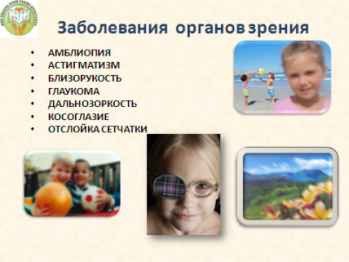 Заболевания органов зрения
• АМБЛИОПИЯ
• АСТИГМАТИЗМ
• БЛИЗОРУКОСТЬ
• ГЛАУКОМА
• ДАЛЬНОЗОРКОСТЬ
• КОСОГЛАЗИЕ
• ОТСЛОЙКА СЕТЧАТКИ